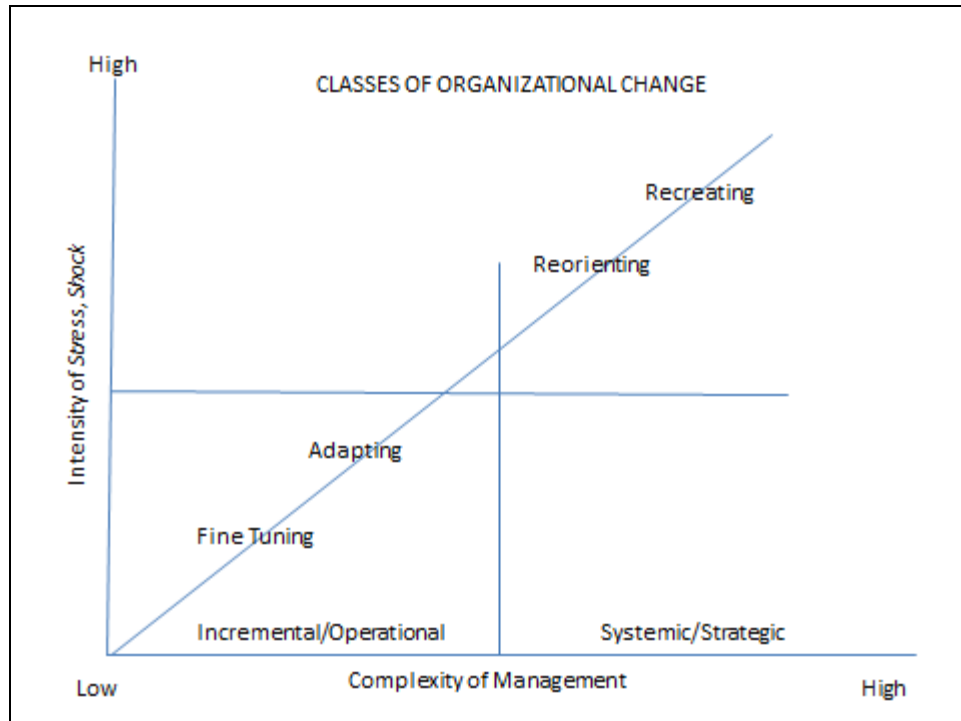 High
CLASSES OF ORGANIZATIONAL CHANGE
Recreating
Reorienting
Intensity of Stress, Shock
Adapting
Fine Tuning
Incremental/Operational
Systemic/Strategic
Low
Complexity of Management
High